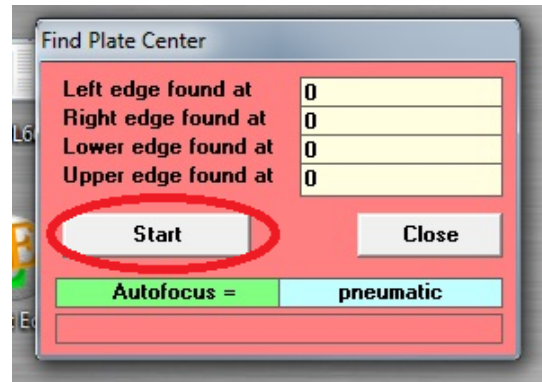 Find Plate Center
Left edge found at 0
Right edge found at 0
Lower edge found at 0
Upper edge found at 0
Start Close
Autofocus = pneumatic